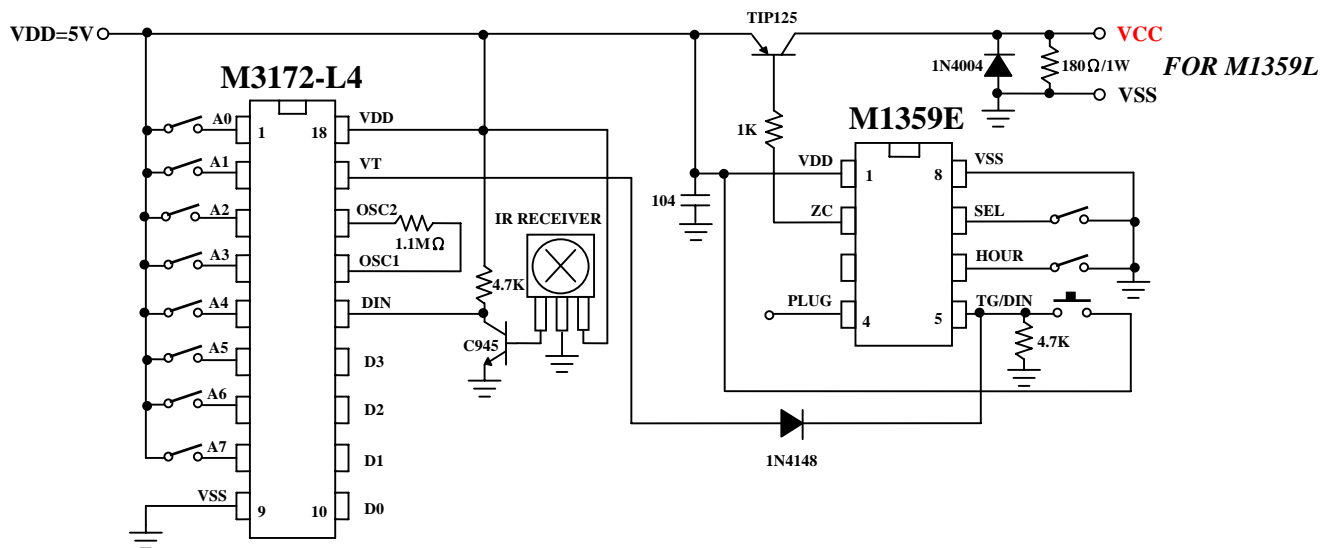 TIP125
VDD=5V
VCC
1N4004
180Ω/1W
FOR M1359L
VSS
M3172-L4
A0
1
18
VDD
A1
VT
A2
OSC2
1.1MΩ
A3
OSC1
IR RECEIVER
4.7K
A4
DIN
C945
A5
D3
A6
D2
A7
D1
VSS
9
10
D0
104
1K
M1359E
VDD
1
8
VSS
ZC
SEL
HOUR
PLUG
4
5
TG/DIN
4.7K
1N4148